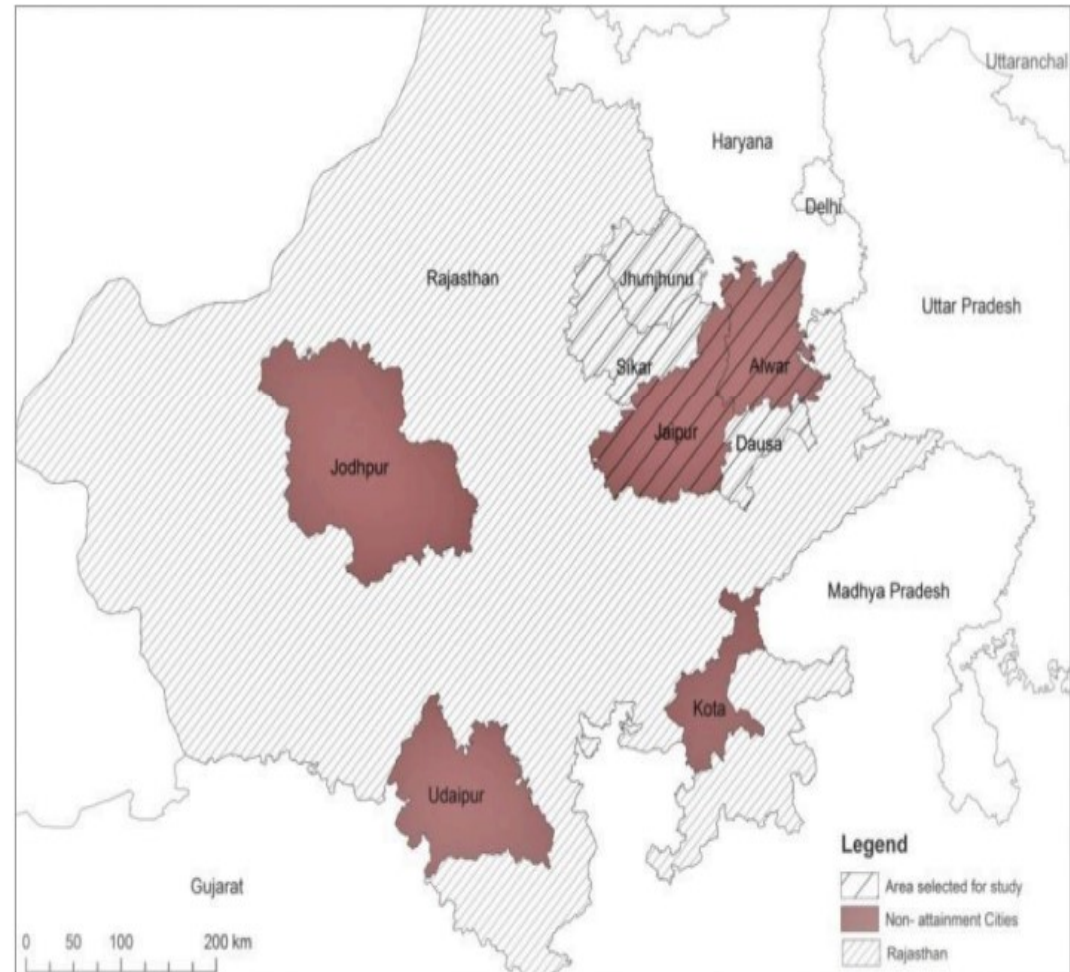 Uttaranchal
Haryana
Delhi
Rajasthan
Jhunjhunu
Uttar Pradesh
Sikar
Alwar
Jaipur
Dausa
Jodhpur
Madhya Pradesh
Kota
Udaipur
Legend
Gujarat
Area selected for study
Non- attainment Cities
0 50 100 200 km
Rajasthan